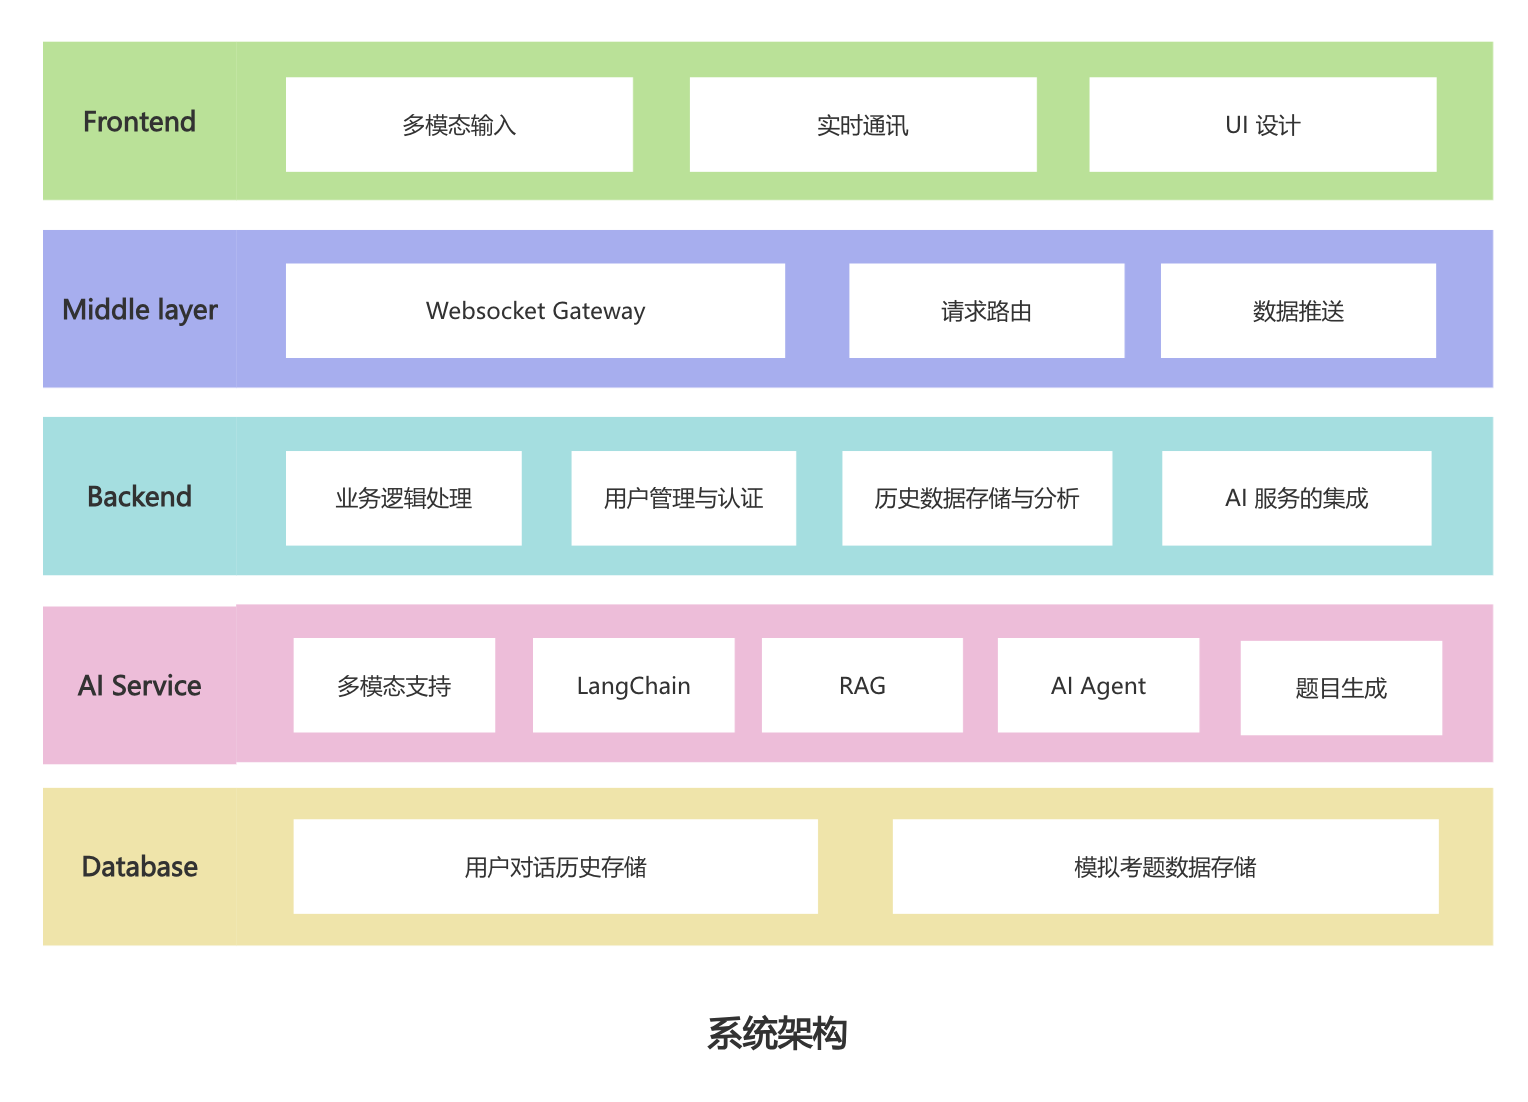 Frontend
多模态输入
实时通讯
UI 设计
Middle layer
Websocket Gateway
请求路由
数据推送
Backend
业务逻辑处理
用户管理与认证
历史数据存储与分析
AI 服务的集成
AI Service
多模态支持
LangChain
RAG
AI Agent
题目生成
Database
用户对话历史存储
模拟考题数据存储
系统架构